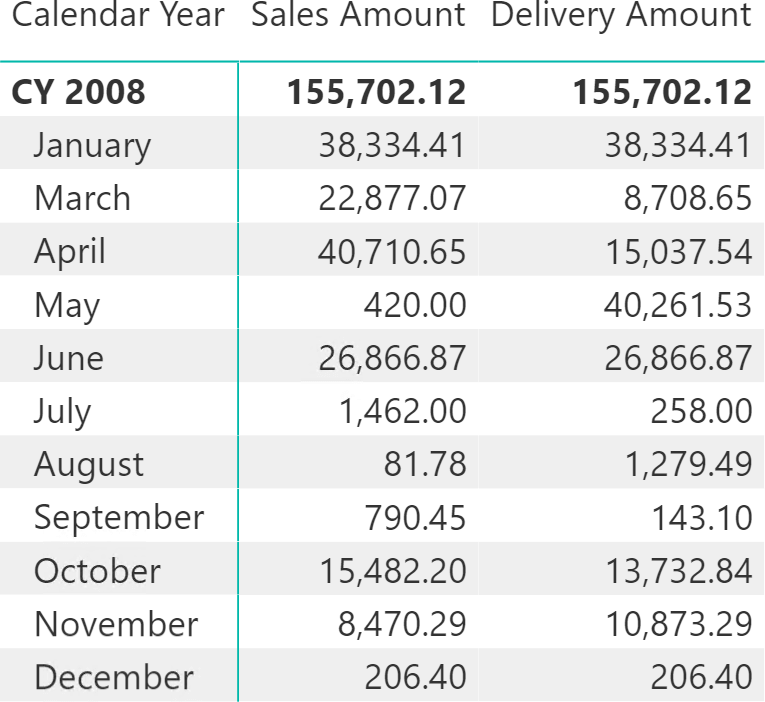 Calendar Year Sales Amount Delivery Amount
CY 2008 155,702.12 155,702.12
January 38,334.41 38,334.41
March 22,877.07 8,708.65
April 40,710.65 15,037.54
May 420.00 40,261.53
June 26,866.87 26,866.87
July 1,462.00 258.00
August 81.78 1,279.49
September 790.45 143.10
October 15,482.20 13,732.84
November 8,470.29 10,873.29
December 206.40 206.40